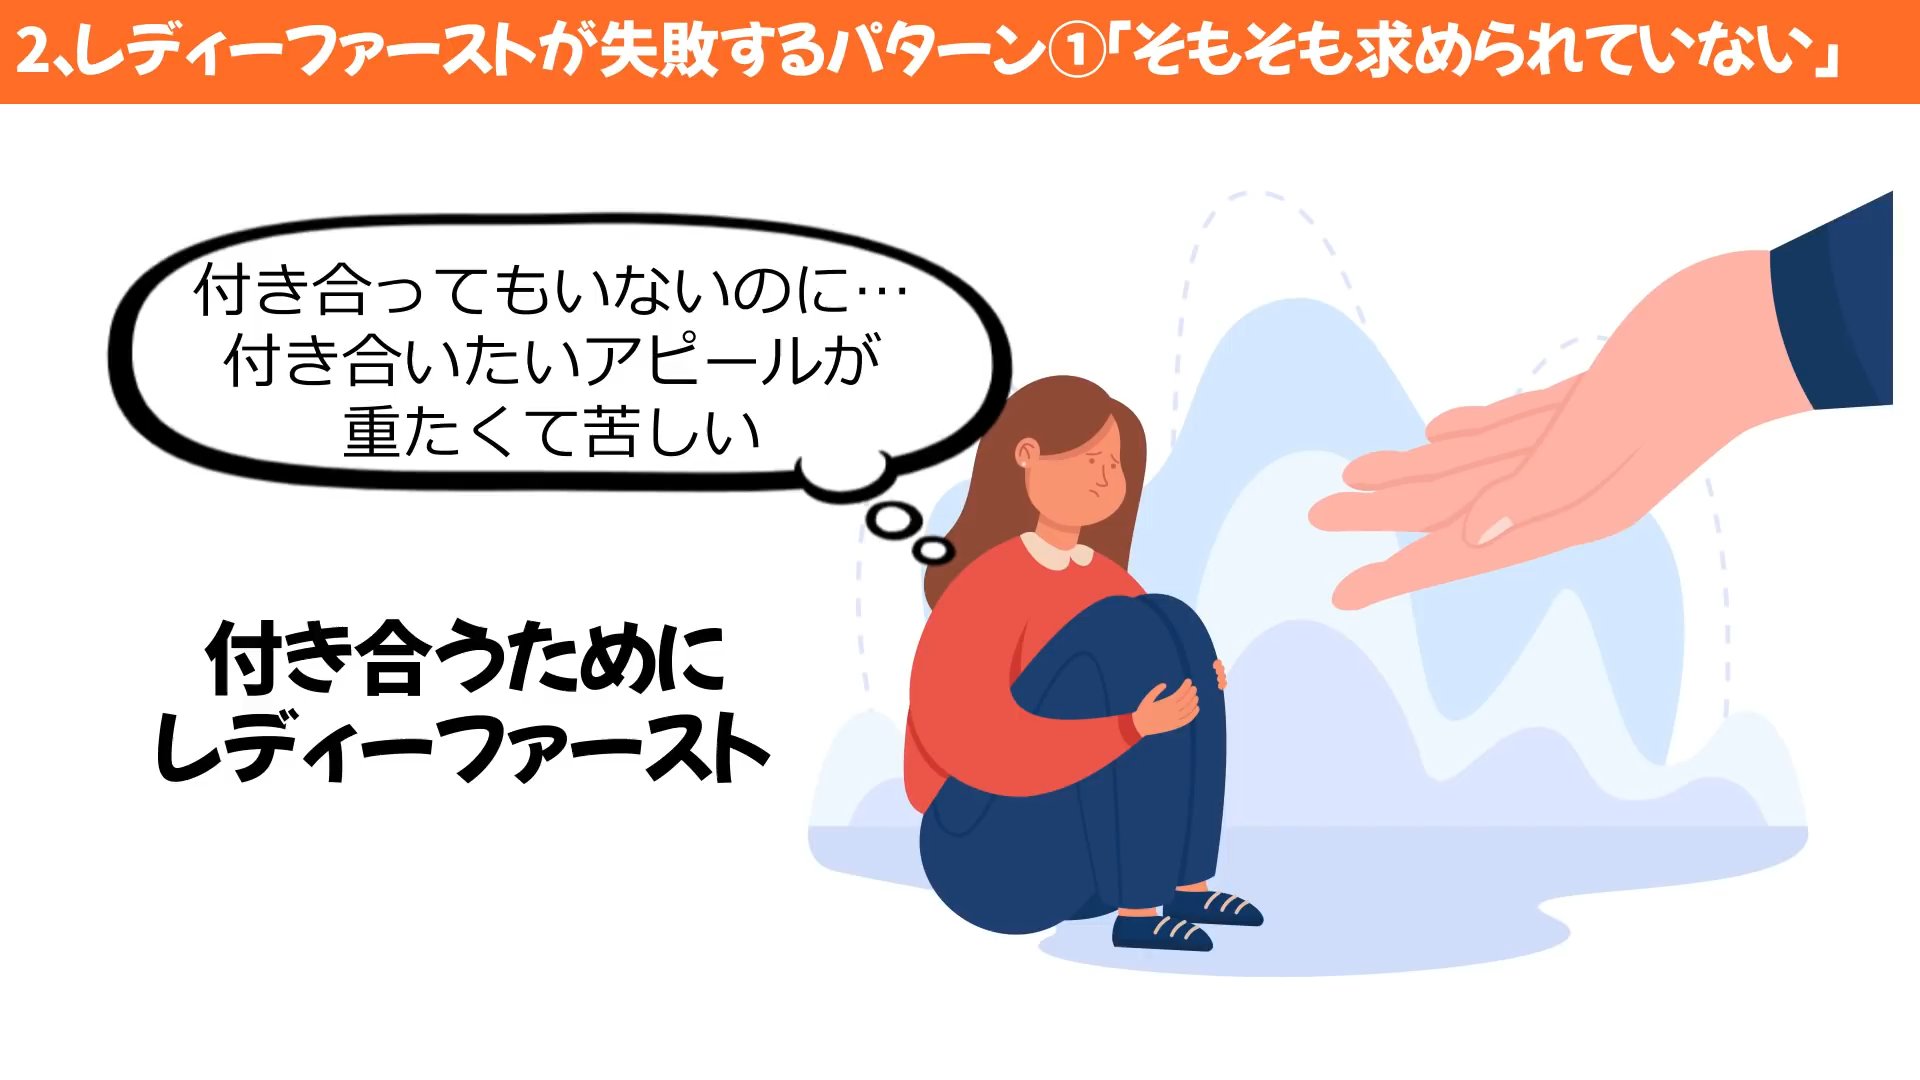 2、レディーファーストが失敗するパターン①「そもそも求められていない」
付き合ってもいないのに…
付き合いたいアピールが
重たくて苦しい
付き合うために
レディーファースト